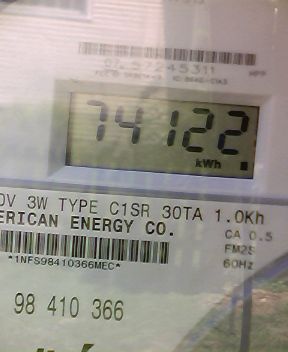 74122
kWh
0V 3W TYPE C1SR 30TA 1.0Kh
ERICAN ENERGY CO.
CA 0.5
FM2S
60Hz
*1NFS98410366MEC*
98 410 366